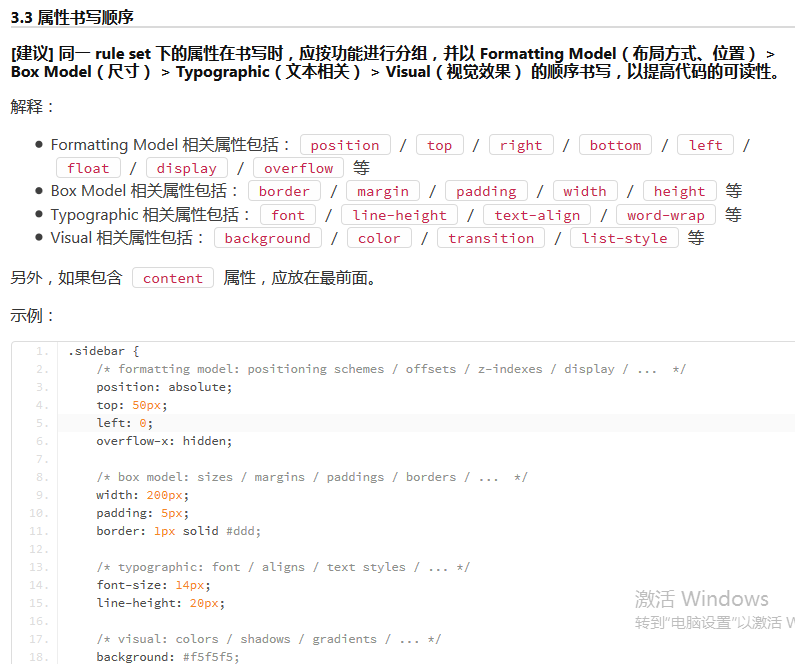 3.3 属性书写顺序
[建议] 同一 rule set 下的属性在书写时，应按功能进行分组，并以 Formatting Model（布局方式、位置） >
Box Model（尺寸） > Typographic（文本相关） > Visual（视觉效果） 的顺序书写，以提高代码的可读性。
解释：
• Formatting Model 相关属性包括： position / top / right / bottom / left /
float / display / overflow 等
• Box Model 相关属性包括： border / margin / padding / width / height 等
• Typographic 相关属性包括： font / line-height / text-align / word-wrap 等
• Visual 相关属性包括： background / color / transition / list-style 等
另外，如果包含 content 属性，应放在最前面。
示例：
1. .sidebar {
2. /* formatting model: positioning schemes / offsets / z-indexes / display / ... */
3. position: absolute;
4. top: 50px;
5. left: 0;
6. overflow-x: hidden;
7.
8. /* box model: sizes / margins / paddings / borders / ... */
9. width: 200px;
10. padding: 5px;
11. border: 1px solid #ddd;
12.
13. /* typographic: font / aligns / text styles / ... */
14. font-size: 14px;
15. line-height: 20px;
16.
17. /* visual: colors / shadows / gradients / ... */
18. background: #f5f5f5;
激活 Windows
转到"电脑设置"以激活 W